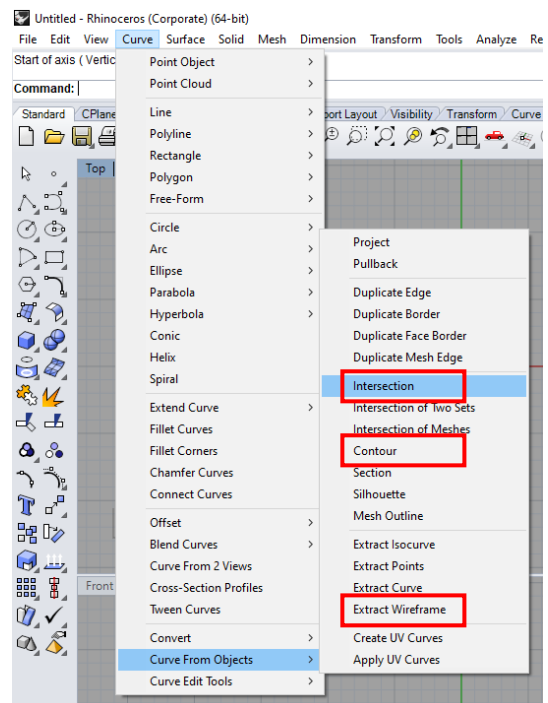 Untitled - Rhinoceros (Corporate) (64-bit)
File Edit View Curve Surface Solid Mesh Dimension Transform Tools Analyze Re
Start of axis ( Vertic
Command:
Standard CPlane port Layout Visibility Transform Curve
Top
Front
Point Object
Point Cloud
Line
Polyline
Rectangle
Polygon
Free-Form
Circle
Arc
Ellipse
Parabola
Hyperbola
Conic
Helix
Spiral
Extend Curve
Fillet Curves
Fillet Corners
Chamfer Curves
Connect Curves
Offset
Blend Curves
Curve From 2 Views
Cross-Section Profiles
Tween Curves
Convert
Curve From Objects
Curve Edit Tools
Project
Pullback
Duplicate Edge
Duplicate Border
Duplicate Face Border
Duplicate Mesh Edge
Intersection
Intersection of Two Sets
Intersection of Meshes
Contour
Section
Silhouette
Mesh Outline
Extract Isocurve
Extract Points
Extract Curve
Extract Wireframe
Create UV Curves
Apply UV Curves